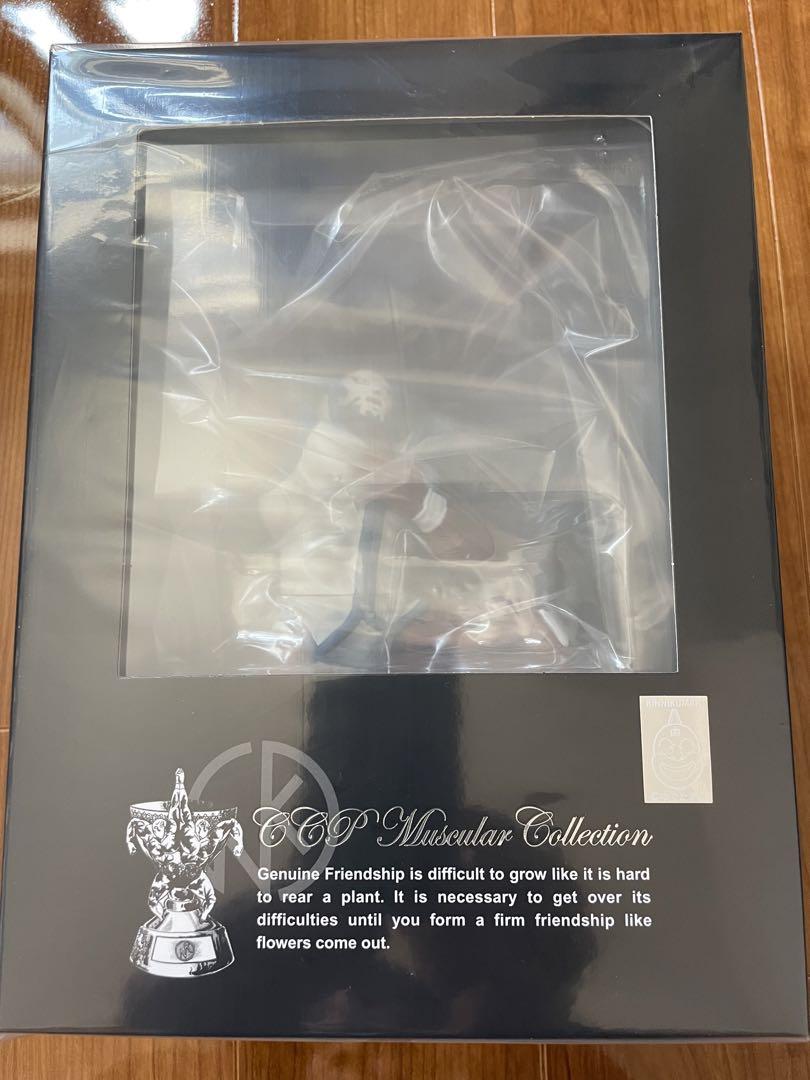 KINNIKUMAN
CCP Muscular Collection
Genuine Friendship is difficult to grow like it is hard
to rear a plant. It is necessary to get over its
difficulties until you form a firm friendship like
flowers come out.